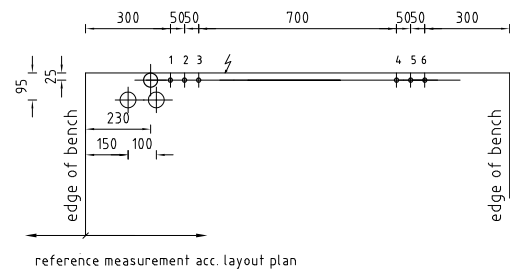 300 50 50 700 50 50 300
1 2 3 4 5 6
25
95
230
150 100
edge of bench
edge of bench
reference measurement acc. layout plan